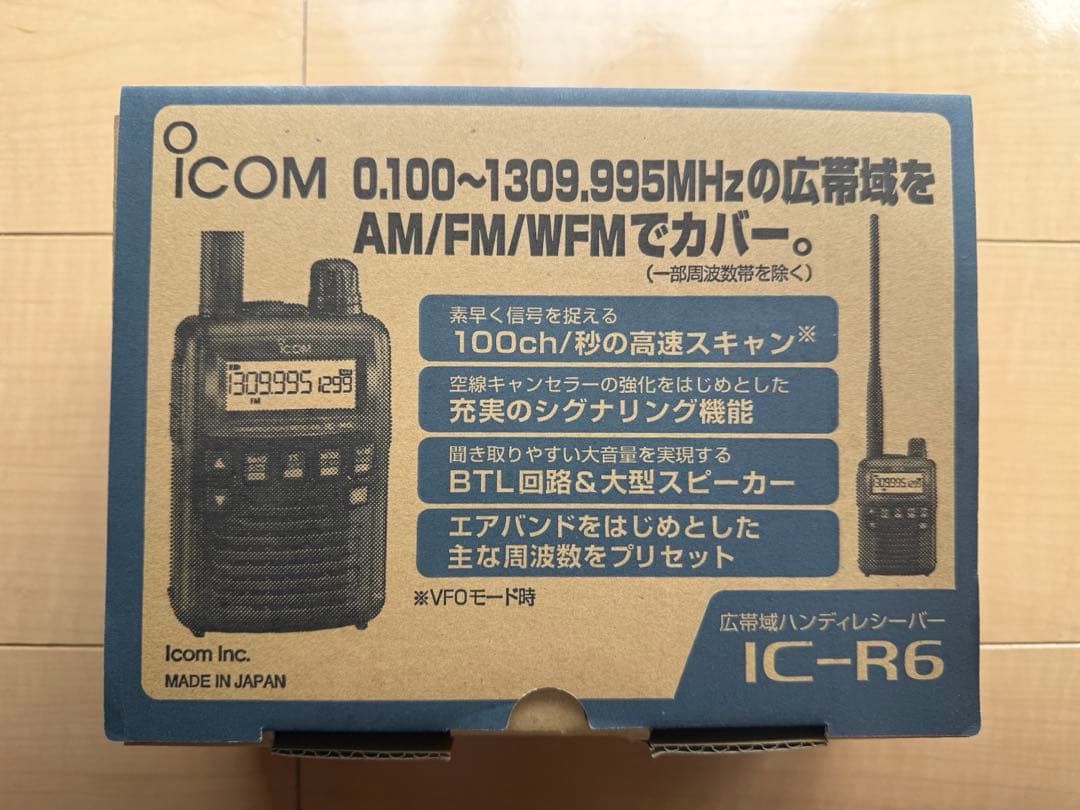 iCOM
0.100～1309.995MHzの広帯域を
AM/FM/WFMでカバー。
（一部周波数帯を除く）
素早く信号を捉える
100ch/秒の高速スキャン※
空線キャンセラーの強化をはじめとした
充実のシグナリング機能
聞き取りやすい大音量を実現する
BTL回路＆大型スピーカー
エアバンドをはじめとした
主な周波数をプリセット
※VFOモード時
iCOM
1309.995 1299
FM
Icom Inc.
MADE IN JAPAN
広帯域ハンディレシーバー
IC-R6